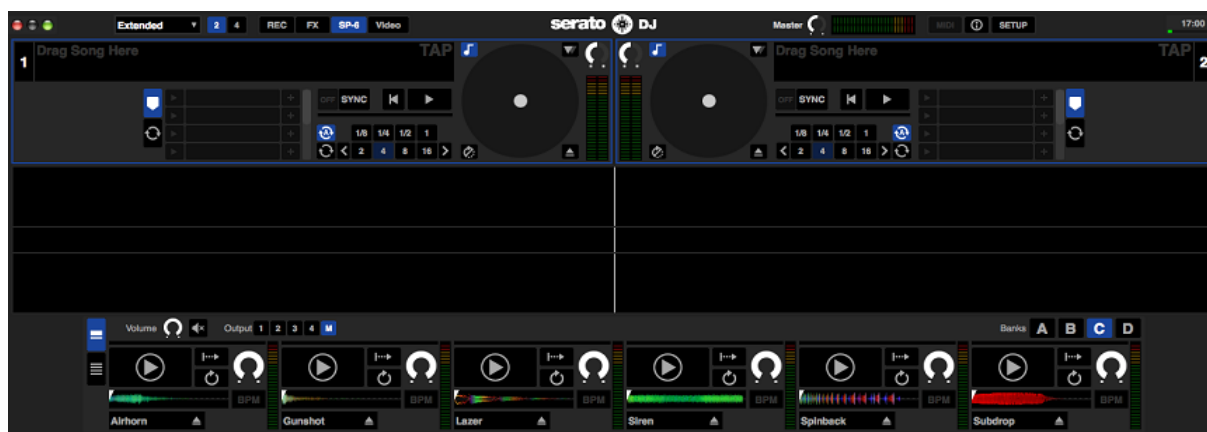 Extended 2 4 REC FX SP-6 Video serato DJ Master MIDI SETUP 17:00
1 Drag Song Here TAP Drag Song Here TAP 2
OFF SYNC OFF SYNC
1/8 1/4 1/2 1 1/8 1/4 1/2 1
2 4 8 16 2 4 8 16
Volume Output 1 2 3 4 M Banks A B C D
BPM BPM BPM BPM BPM BPM
Airhorn Gunshot Lazer Siren Spinback Subdrop